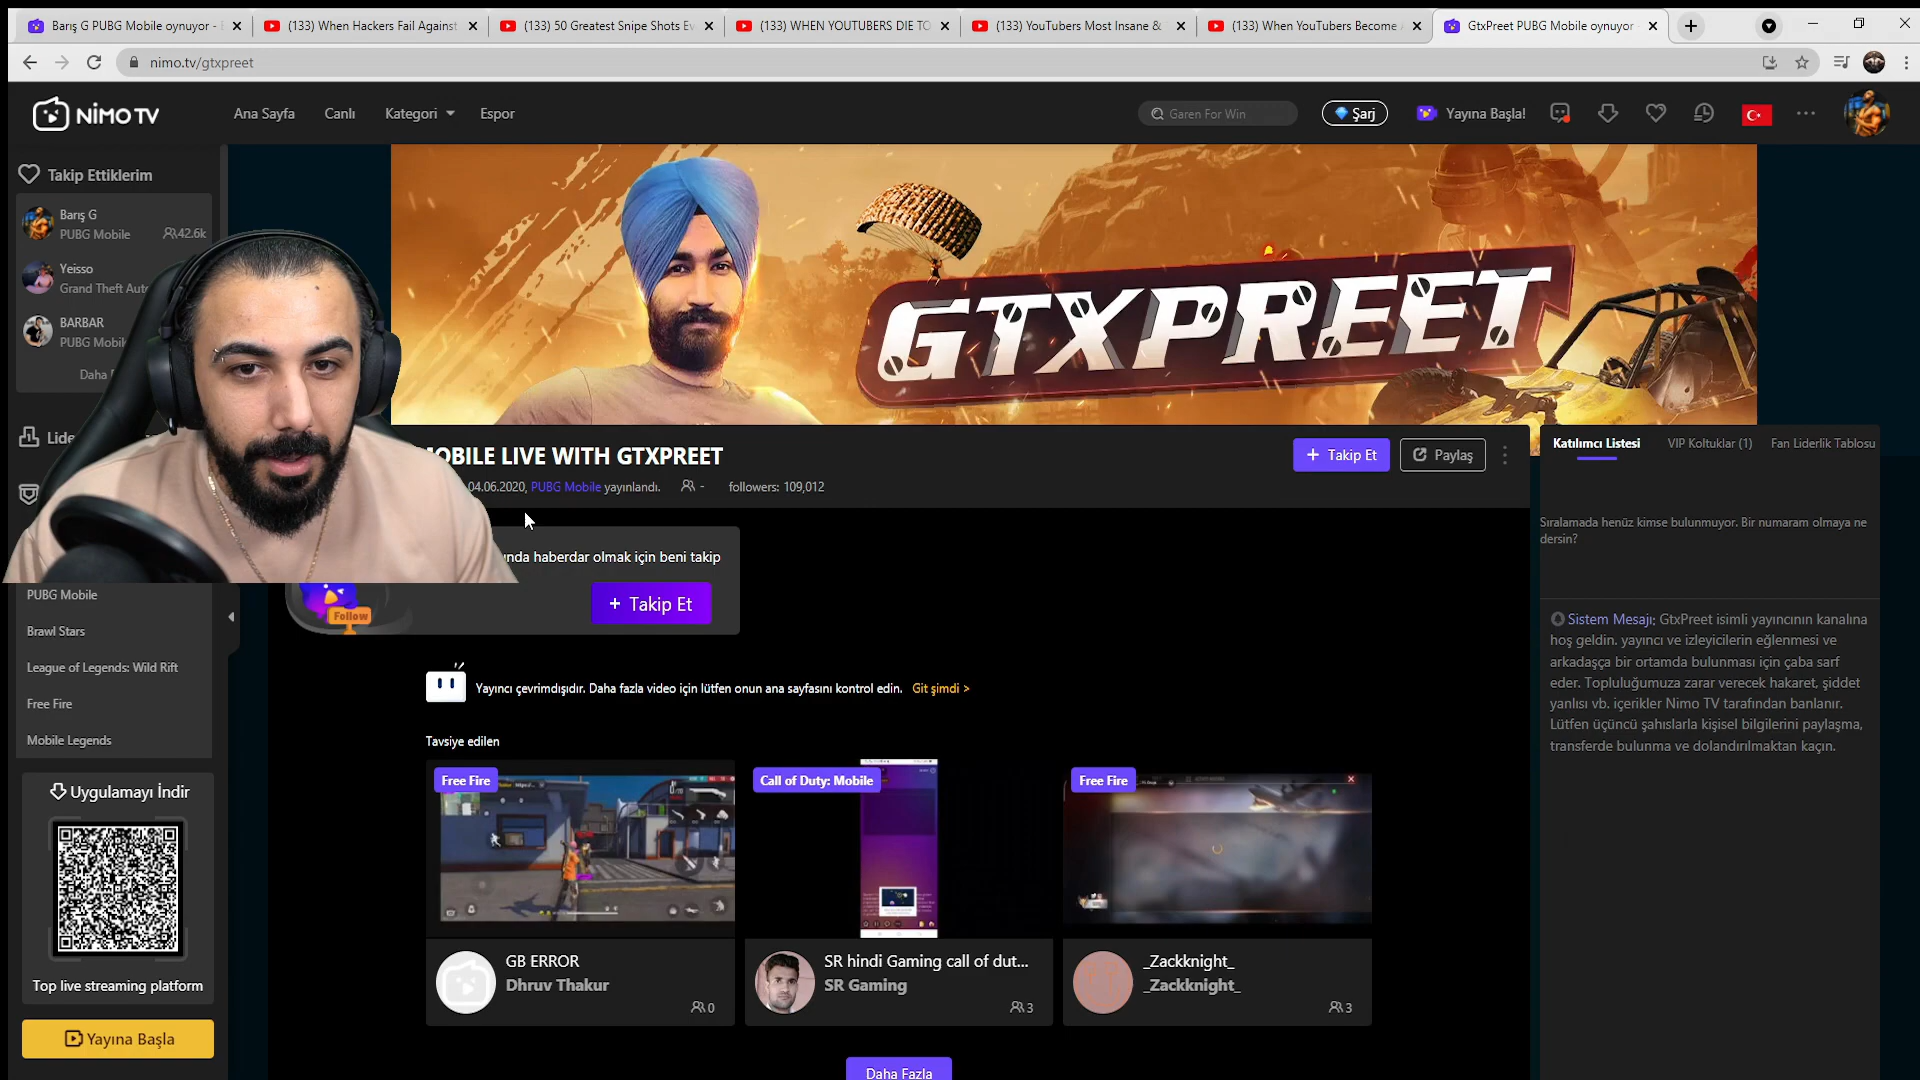 Barış G PUBG Mobile oynuyor -
(133) When Hackers Fail Against
(133) 50 Greatest Snipe Shots Ev
(133) WHEN YOUTUBERS DIE TO
(133) YouTubers Most Insane &
(133) When YouTubers Become
GtxPreet PUBG Mobile oynuyor
nimo.tv/gtxpreet
NİMO TV
Ana Sayfa
Canlı
Kategori
Espor
Garen For Win
Şarj
Yayına Başla!
Takip Ettiklerim
Barış G
PUBG Mobile
42.6k
Yeisso
Grand Theft Auto
BARBAR
PUBG Mobil
Daha
Lide
GTXPREET
MOBILE LIVE WITH GTXPREET
04.06.2020, PUBG Mobile yayınlandı.
-
followers: 109,012
+ Takip Et
Paylaş
Katılımcı Listesi
VIP Koltuklar (1)
Fan Liderlik Tablosu
Sıralamada henüz kimse bulunmuyor. Bir numaram olmaya ne
dersin?
nda haberdar olmak için beni takip
+ Takip Et
Follow
PUBG Mobile
Brawl Stars
League of Legends: Wild Rift
Free Fire
Mobile Legends
Sistem Mesajı: GtxPreet isimli yayıncının kanalına
hoş geldin. yayıncı ve izleyicilerin eğlenmesi ve
arkadaşça bir ortamda bulunması için çaba sarf
eder. Topluluğumuza zarar verecek hakaret, şiddet
yanlısı vb. içerikler Nimo TV tarafından banlanır.
Lütfen üçüncü şahıslarla kişisel bilgilerini paylaşma,
transferde bulunma ve dolandırılmaktan kaçın.
Yayıncı çevrimdışıdır. Daha fazla video için lütfen onun ana sayfasını kontrol edin. Git şimdi >
Tavsiye edilen
Free Fire
Call of Duty: Mobile
Free Fire
GB ERROR
Dhruv Thakur
0
SR hindi Gaming call of dut...
SR Gaming
3
_Zackknight_
_Zackknight_
3
Uygulamayı İndir
Top live streaming platform
Yayına Başla
Daha Fazla